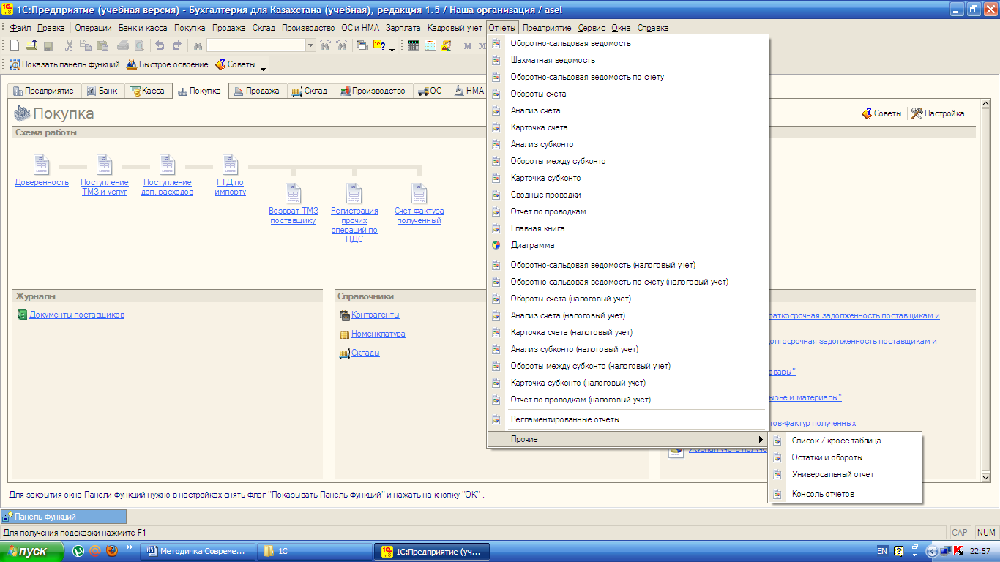 1С:Предприятие (учебная версия) - Бухгалтерия для Казахстана (учебная), редакция 1.5 / Наша организация / asel
Файл Правка Операции Банк и касса Покупка Продажа Склад Производство ОС и НМА Зарплата Кадровый учет Отчеты Предприятие Сервис Окна Справка
M M
Показать панель функций Быстрое освоение Советы
Предприятие Банк Касса Покупка Продажа Склад Производство ОС НМА
Покупка
Советы Настройка...
Схема работы
Доверенность
Поступление
ТМЗ и услуг
Поступление
доп. расходов
ГТД по
импорту
Возврат ТМЗ
поставщику
Регистрация
прочих
операций по
НДС
Счет-фактура
полученный
Журналы
Документы поставщиков
Справочники
Контрагенты
Номенклатура
Склады
Оборотно-сальдовая ведомость
Шахматная ведомость
Оборотно-сальдовая ведомость по счету
Обороты счета
Анализ счета
Карточка счета
Анализ субконто
Обороты между субконто
Карточка субконто
Сводные проводки
Отчет по проводкам
Главная книга
Диаграмма
Оборотно-сальдовая ведомость (налоговый учет)
Оборотно-сальдовая ведомость по счету (налоговый учет)
Обороты счета (налоговый учет)
Анализ счета (налоговый учет)
Карточка счета (налоговый учет)
Анализ субконто (налоговый учет)
Обороты между субконто (налоговый учет)
Карточка субконто (налоговый учет)
Отчет по проводкам (налоговый учет)
Регламентированные отчеты
Прочие
Список / кросс-таблица
Остатки и обороты
Универсальный отчет
Консоль отчетов
раткосрочная задолженность поставщикам и
олгосрочная задолженность поставщикам и
овары"
ырье и материалы"
тов-фактур полученных
Для закрытия окна Панели функций нужно в настройках снять флаг "Показывать Панель функций" и нажать на кнопку "ОК" .
Панель функций
Для получения подсказки нажмите F1
CAP NUM
пуск
Методичка Совреме...
1C
1С:Предприятие (уч...
EN
22:57